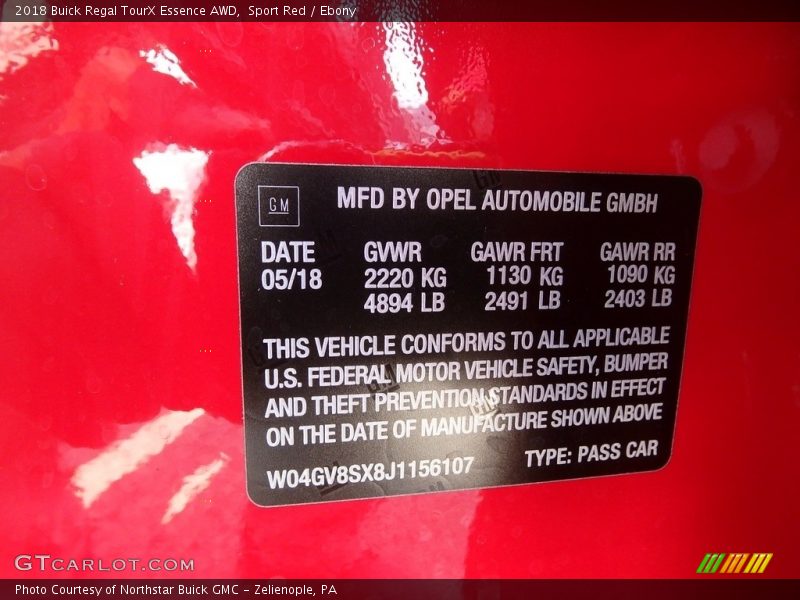 2018 Buick Regal TourX Essence AWD,  Sport Red / Ebony
GM
MFD BY OPEL AUTOMOBILE GMBH
DATE GVWR GAWR FRT GAWR RR
05/18 2220 KG 1130 KG 1090 KG
4894 LB 2491 LB 2403 LB
THIS VEHICLE CONFORMS TO ALL APPLICABLE
U.S. FEDERAL MOTOR VEHICLE SAFETY, BUMPER
AND THEFT PREVENTION STANDARDS IN EFFECT
ON THE DATE OF MANUFACTURE SHOWN ABOVE
W04GV8SX8J1156107 TYPE: PASS CAR
GTCARLOT.COM
Photo Courtesy of Northstar Buick GMC - Zelienople, PA